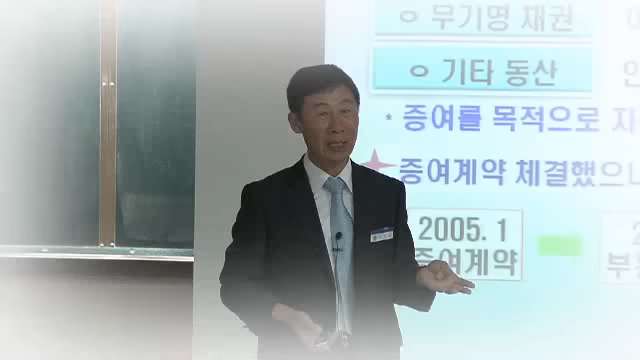 ㅇ 무기명 채권
ㅇ 기타 동산
* 증여를 목적으로 지
증여계약 체결했으나
2005. 1
증여계약